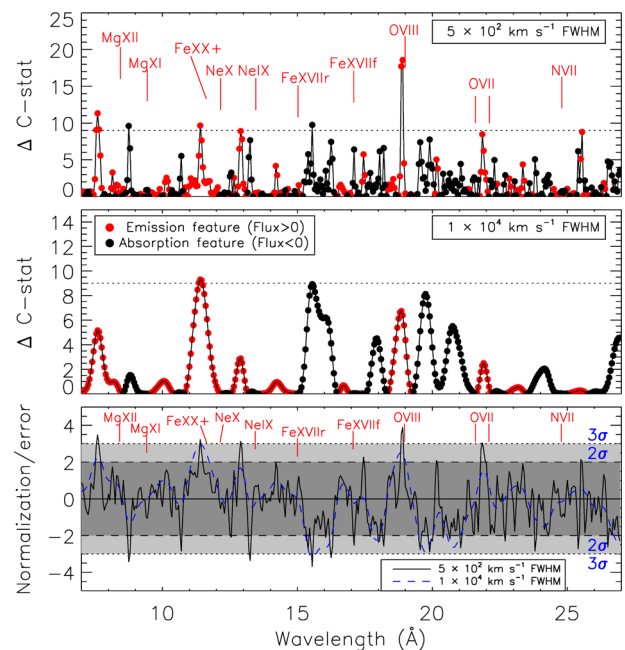 25
20
15
10
5
0
Δ C-stat
MgXII
MgXI
FeXX+
NeX
NeIX
FeXVIIr
FeXVIIf
OVIII
OVII
NVII
5 × 10² km s⁻¹ FWHM
14
12
10
8
6
4
2
0
Δ C-stat
Emission feature (Flux>0)
Absorption feature (Flux<0)
1 × 10⁴ km s⁻¹ FWHM
4
2
0
-2
-4
Normalization/error
MgXII
MgXI
FeXX+
NeX
NeIX
FeXVIIr
FeXVIIf
OVIII
OVII
NVII
3σ
2σ
2σ
3σ
5 × 10² km s⁻¹ FWHM
1 × 10⁴ km s⁻¹ FWHM
10
15
20
25
Wavelength (Å)